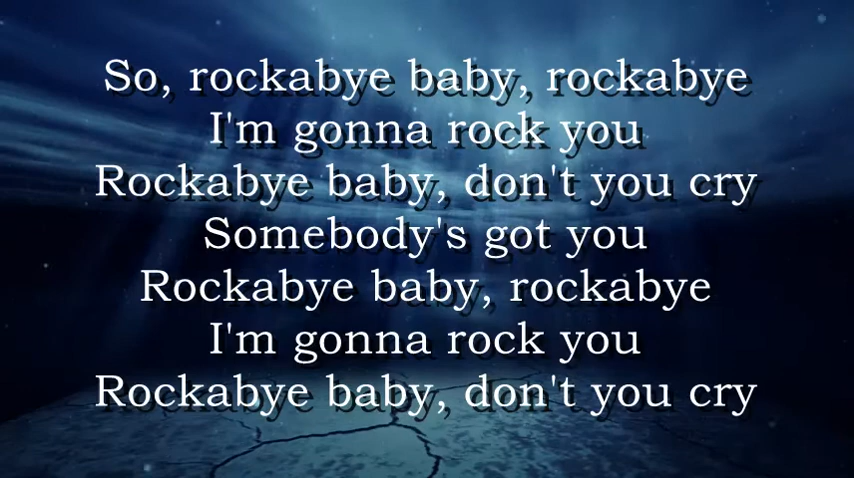 So, rockabye baby, rockabye
I'm gonna rock you
Rockabye baby, don't you cry
Somebody's got you
Rockabye baby, rockabye
I'm gonna rock you
Rockabye baby, don't you cry